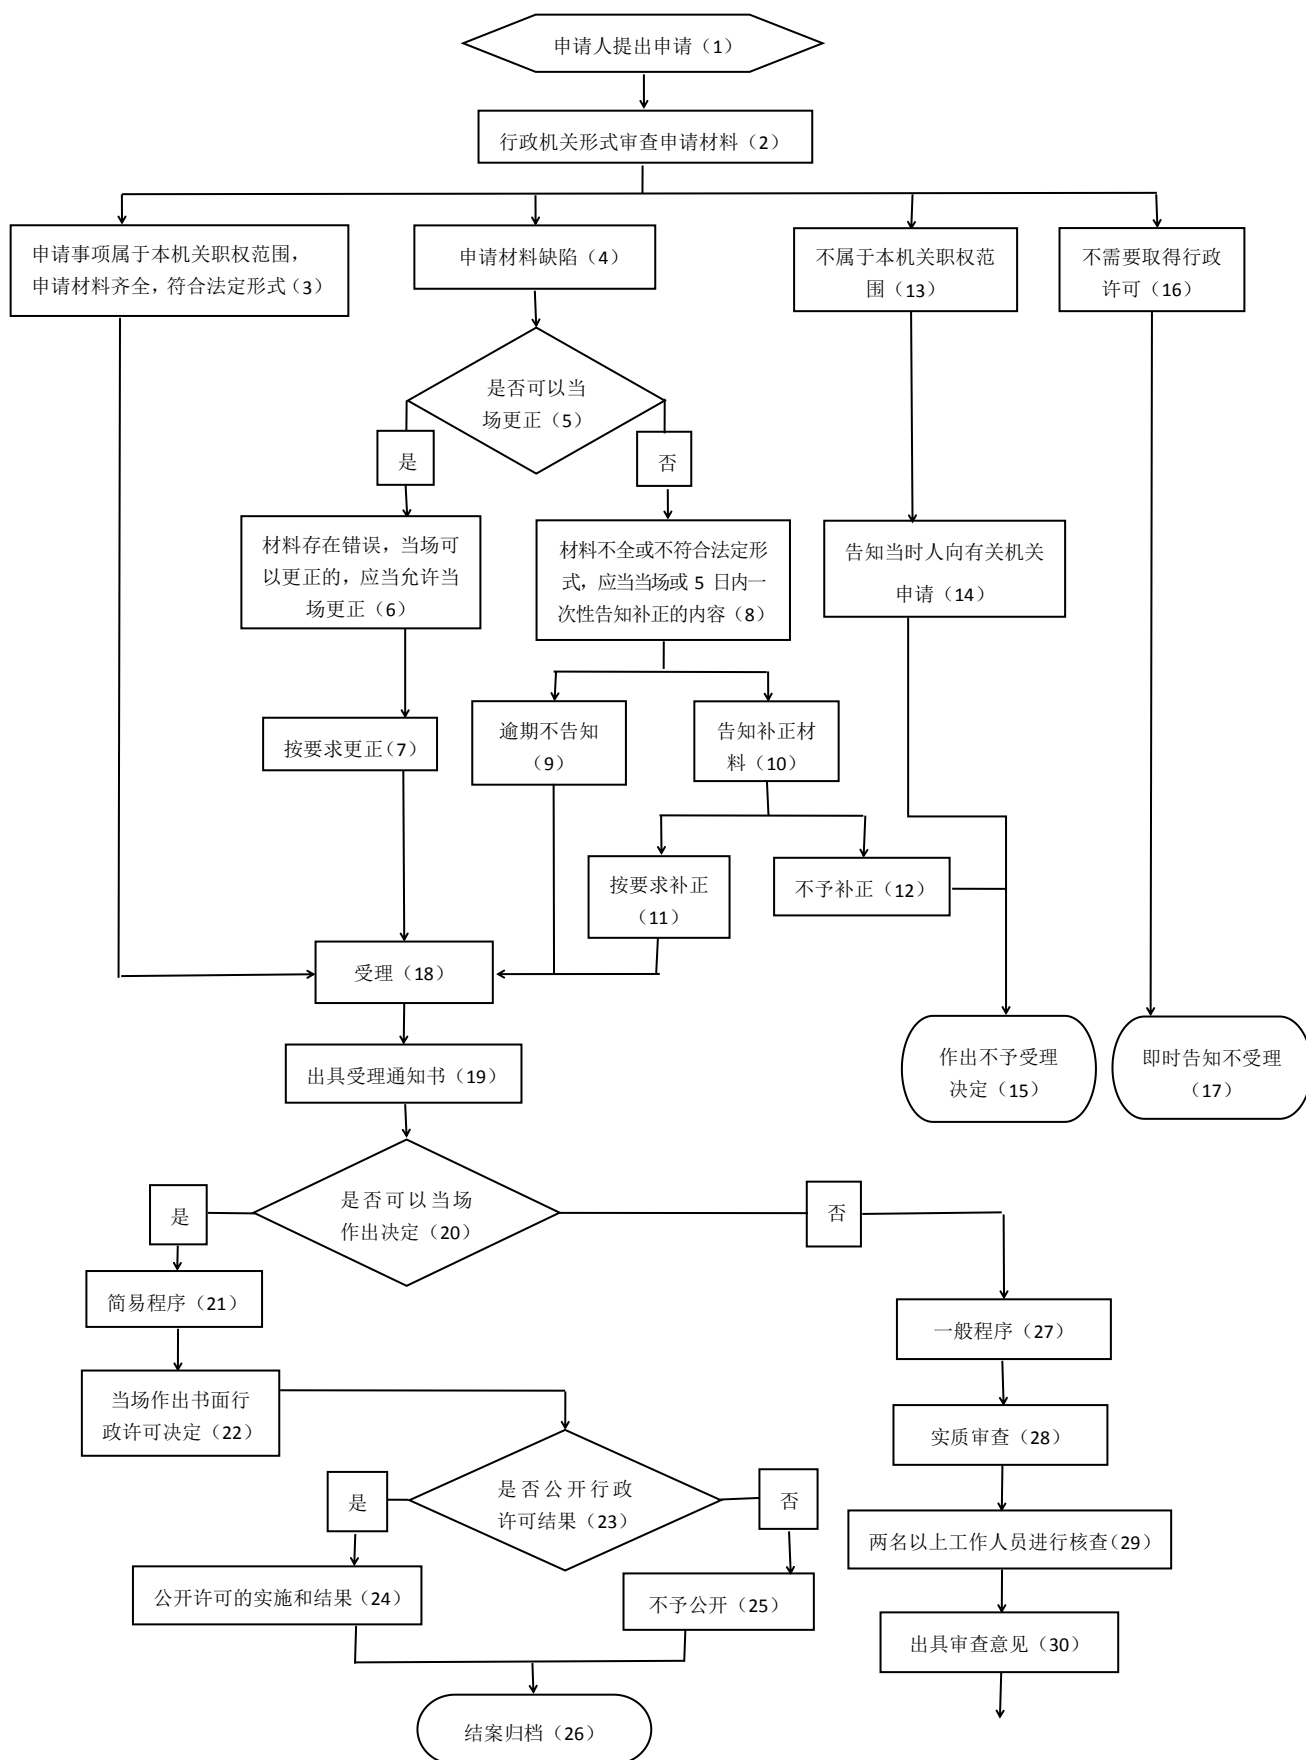 申请人提出申请（1）
行政机关形式审查申请材料（2）
申请事项属于本机关职权范围，
申请材料齐全，符合法定形式（3）
申请材料缺陷（4）
不属于本机关职权范
围（13）
不需要取得行政
许可（16）
是否可以当
场更正（5）
是
否
材料存在错误，当场可
以更正的，应当允许当
场更正（6）
材料不全或不符合法定形
式，应当当场或 5 日内一
次性告知补正的内容（8）
告知当时人向有关机关
申请（14）
按要求更正（7）
逾期不告知
（9）
告知补正材
料（10）
按要求补正
（11）
不予补正（12）
受理（18）
出具受理通知书（19）
作出不予受理
决定（15）
即时告知不受理
（17）
是否可以当场
作出决定（20）
是
否
简易程序（21）
一般程序（27）
当场作出书面行
政许可决定（22）
实质审查（28）
是否公开行政
许可结果（23）
是
否
两名以上工作人员进行核查（29）
公开许可的实施和结果（24）
不予公开（25）
出具审查意见（30）
结案归档（26）